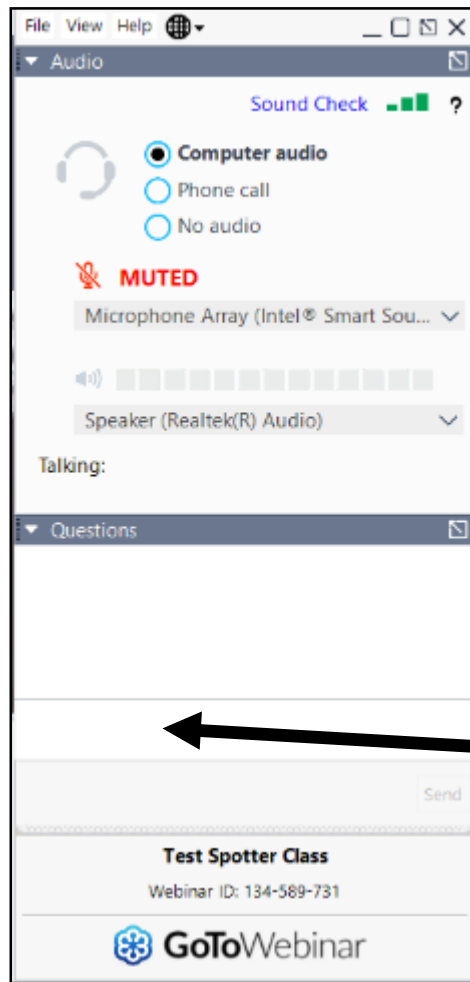 File View Help
Audio
Sound Check ?
Computer audio
Phone call
No audio
MUTED
Microphone Array (Intel® Smart Sou...
Speaker (Realtek(R) Audio)
Talking:
Questions
Send
Test Spotter Class
Webinar ID: 134-589-731
GoToWebinar